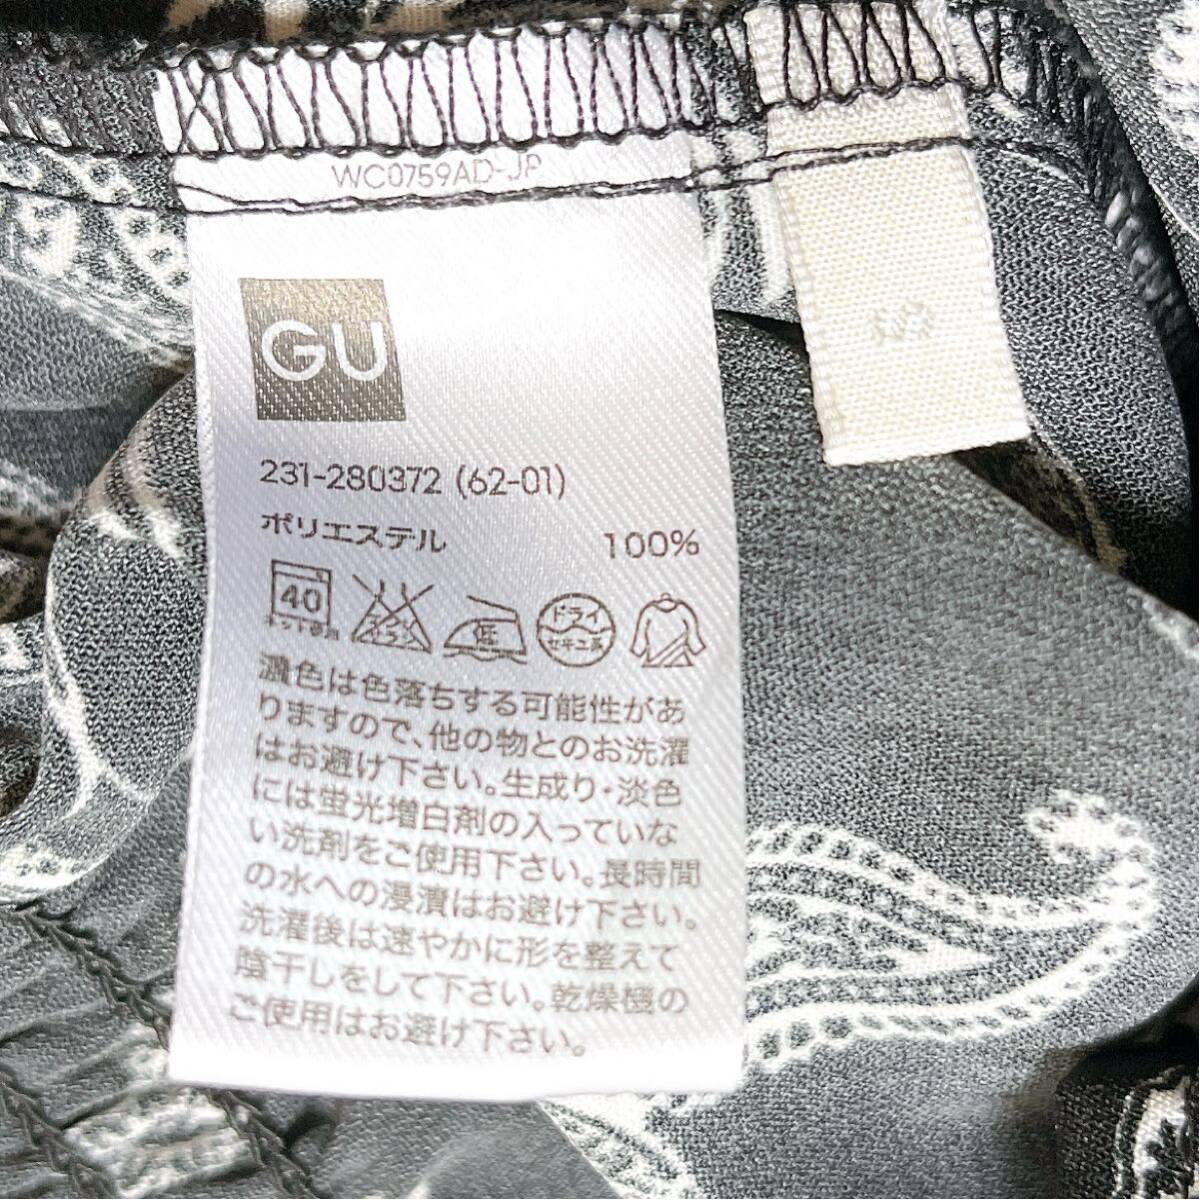 WC0759AD-JP
GU
S
231-280372 (62-01)
ポリエステル 100%
40
ネット使用
エンソ
サラシ
低
ドライ
セキユ系
濃色は色落ちする可能性があ
りますので、他の物とのお洗濯
はお避け下さい。生成り・淡色
には蛍光増白剤の入っていな
い洗剤をご使用下さい。長時間
の水への浸漬はお避け下さい。
洗濯後は速やかに形を整えて
陰干しをして下さい。乾燥機の
ご使用はお避け下さい。